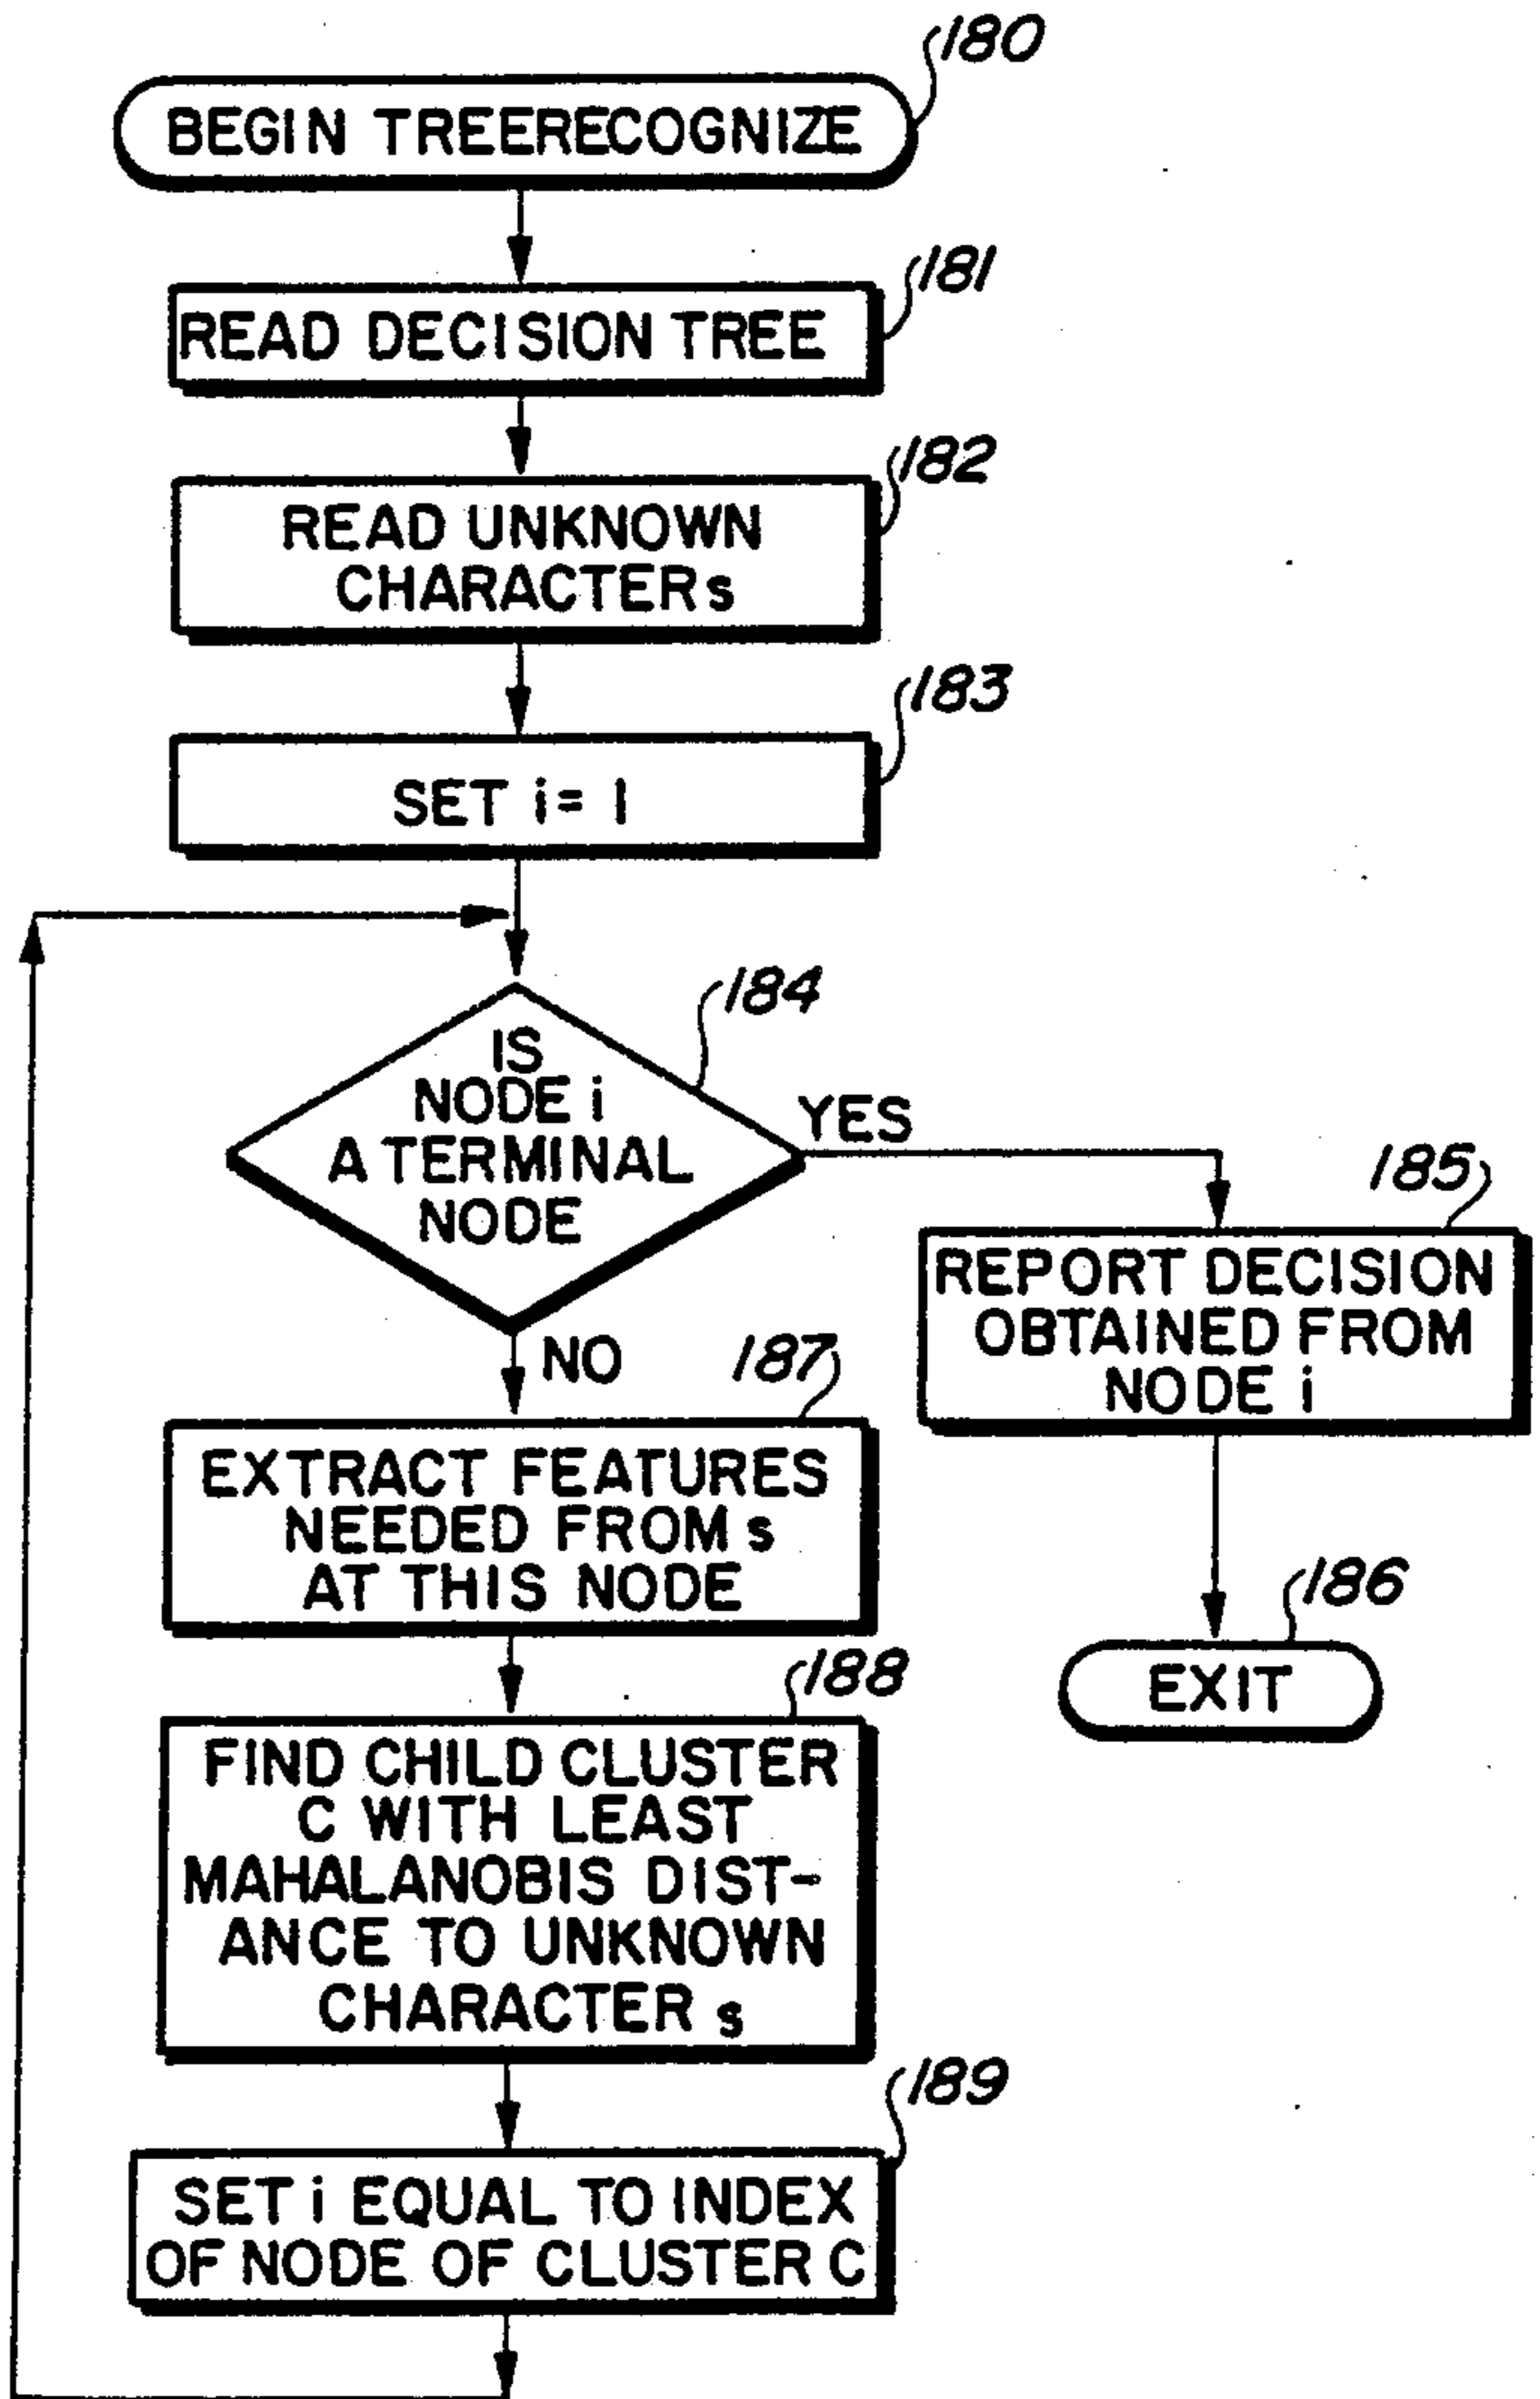 180
BEGIN TREERECOGNIZE
181
READ DECISION TREE
182
READ UNKNOWN
CHARACTER s
183
SET i = 1
184
IS
NODE i
A TERMINAL
NODE
YES
185
REPORT DECISION
OBTAINED FROM
NODE i
NO
187
EXTRACT FEATURES
NEEDED FROM s
AT THIS NODE
186
EXIT
188
FIND CHILD CLUSTER
C WITH LEAST
MAHALANOBIS DIST-
ANCE TO UNKNOWN
CHARACTER s
189
SET i EQUAL TO INDEX
OF NODE OF CLUSTER C